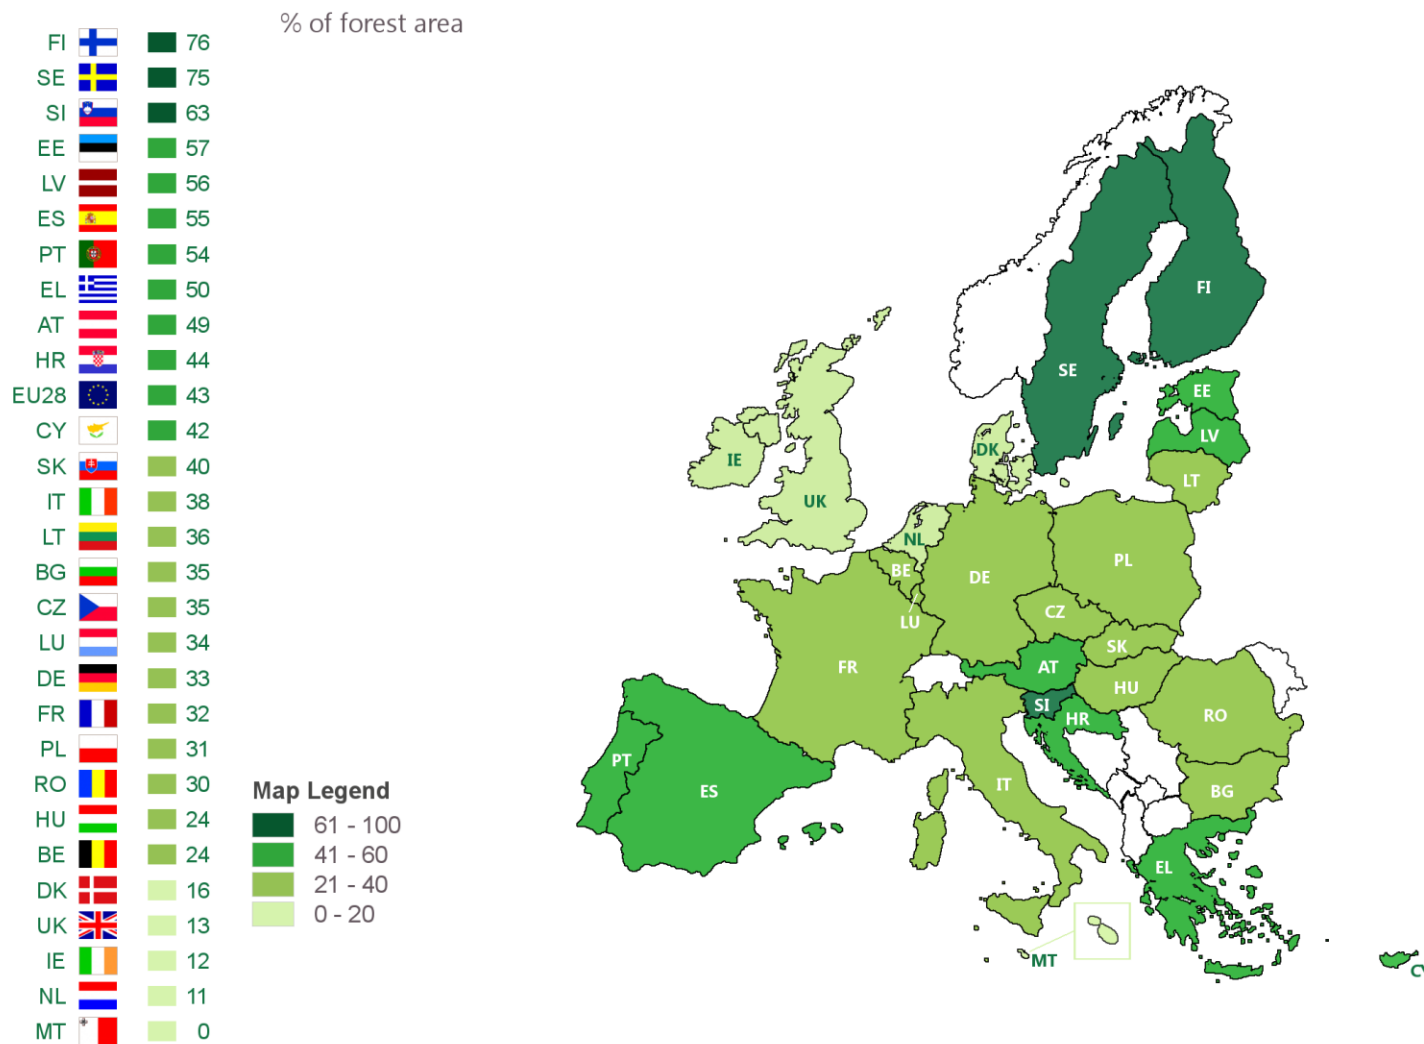 % of forest area
FI 76
SE 75
SI 63
EE 57
LV 56
ES 55
PT 54
EL 50
AT 49
HR 44
EU28 43
CY 42
SK 40
IT 38
LT 36
BG 35
CZ 35
LU 34
DE 33
FR 32
PL 31
RO 30
HU 24
BE 24
DK 16
UK 13
IE 12
NL 11
MT 0
Map Legend
61 - 100
41 - 60
21 - 40
0 - 20
FI
SE
EE
LV
LT
DK
IE
UK
NL
BE
DE
PL
CZ
LU
SK
FR
AT
HU
SI
HR
RO
PT
ES
IT
BG
EL
MT